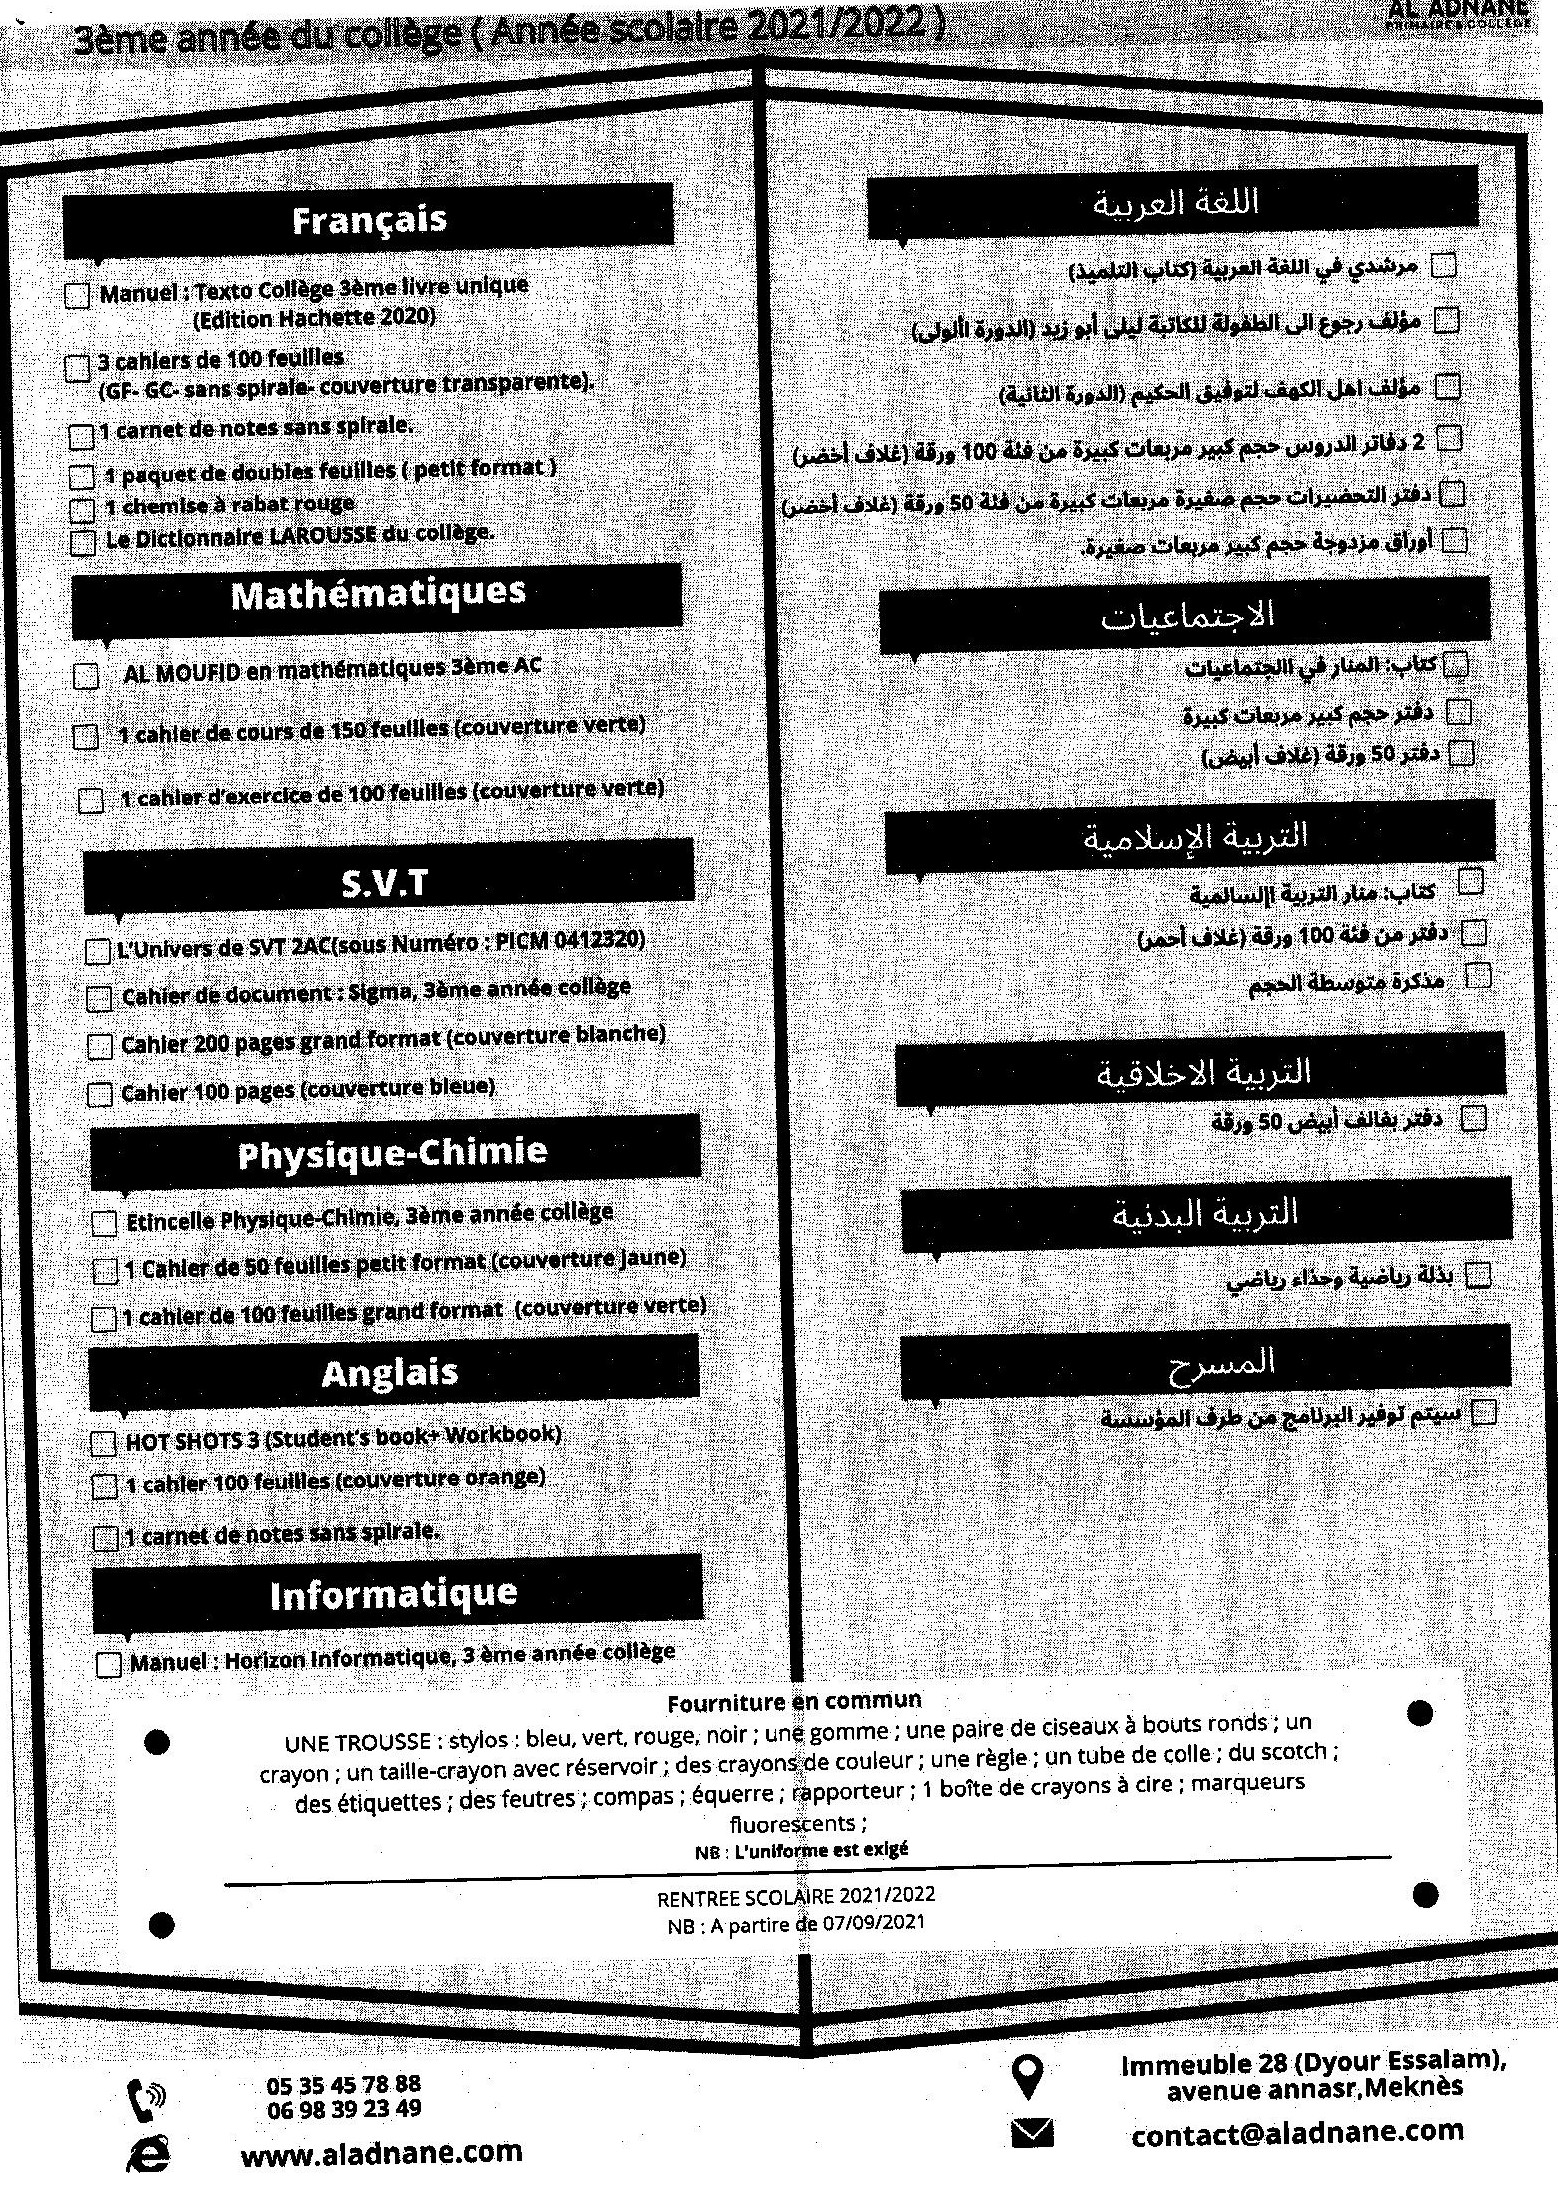 3ème année du collège ( Année scolaire 2021/2022 )
AL ADNANE
PRIMAIRE & COLLÈGE
Français
Manuel : Texto Collège 3ème livre unique
(Edition Hachette 2020)
3 cahiers de 100 feuilles
(GF- GC- sans spirale- couverture transparente).
1 carnet de notes sans spirale.
1 paquet de doubles feuilles ( petit format )
1 chemise à rabat rouge
Le Dictionnaire LAROUSSE du collège.
Mathématiques
AL MOUFID en mathématiques 3ème AC
1 cahier de cours de 150 feuilles (couverture verte)
1 cahier d'exercice de 100 feuilles (couverture verte)
S.V.T
L'Univers de SVT 2AC(sous Numéro : PICM 0412320)
Cahier de document : Sigma, 3ème année collège
Cahier 200 pages grand format (couverture blanche)
Cahier 100 pages (couverture bleue)
Physique-Chimie
Etincelle Physique-Chimie, 3ème année collège
1 Cahier de 50 feuilles petit format (couverture Jaune)
1 cahier de 100 feuilles grand format (couverture verte)
Anglais
HOT SHOTS 3 (Student's book+ Workbook)
1 cahier 100 feuilles (couverture orange)
1 carnet de notes sans spirale.
Informatique
Manuel : Horizon Informatique, 3 ème année collège
اللغة العربية
مرشدي في اللغة العربية (كتاب التلميذ)
مؤلف رجوع الى الطفولة للكاتبة ليلى أبو زيد (الدورة األولى)
مؤلف اهل الكهف لتوفيق الحكيم (الدورة الثانية)
2 دفاتر الدروس حجم كبير مربعات كبيرة من فئة 100 ورقة (غلاف أخضر)
دفتر التحضيرات حجم صغيرة مربعات كبيرة من فئة 50 ورقة (غلاف أخضر)
أوراق مزدوجة حجم كبير مربعات صغيرة.
الاجتماعيات
كتاب: المنار في االجتماعيات
دفتر حجم كبير مربعات كبيرة
دفتر 50 ورقة (غلاف أبيض)
التربية الإسلامية
كتاب: منار التربية اإلسالمية
دفتر من فئة 100 ورقة (غلاف أحمر)
مذكرة متوسطة الحجم
التربية الاخلاقية
دفتر بغالف أبيض 50 ورقة
التربية البدنية
بذلة رياضية وحذاء رياضي
المسرح
سيتم توفير البرنامج من طرف المؤسسة
Fourniture en commun
UNE TROUSSE : stylos : bleu, vert, rouge, noir ; une gomme ; une paire de ciseaux à bouts ronds ; un
crayon ; un taille-crayon avec réservoir ; des crayons de couleur ; une règle ; un tube de colle ; du scotch ;
des étiquettes ; des feutres ; compas ; équerre ; rapporteur ; 1 boîte de crayons à cire ; marqueurs
fluorescents ;
NB : L'uniforme est exigé
RENTREE SCOLAIRE 2021/2022
NB : A partire de 07/09/2021
05 35 45 78 88
06 98 39 23 49
www.aladnane.com
Immeuble 28 (Dyour Essalam),
avenue annasr,Meknès
contact@aladnane.com